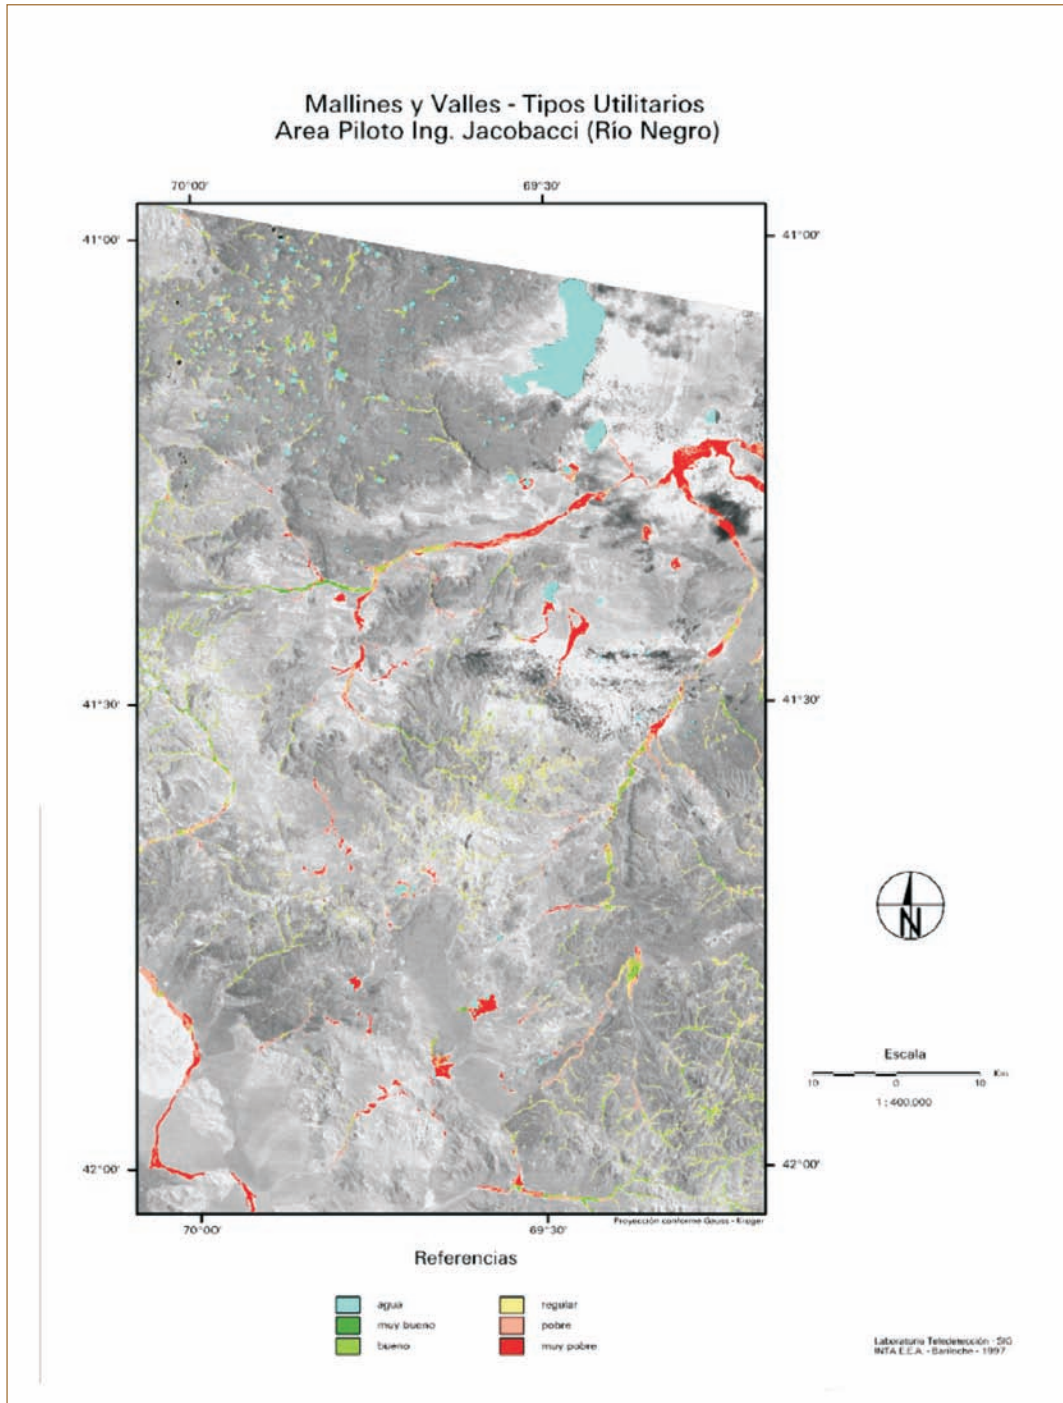 Mallines y Valles - Tipos Utilitarios
Area Piloto Ing. Jacobacci (Río Negro)
70°00'
69°30'
41°00'
41°00'
41°30'
41°30'
N
Escala
10
0
10
Km
1:400.000
42°00'
42°00'
Proyección conforme Gauss - Kruger
70°00'
69°30'
Referencias
agua
regular
muy bueno
pobre
bueno
muy pobre
Laboratorio Teledetección - SIG
INTA E.E.A. - Bariloche - 1997